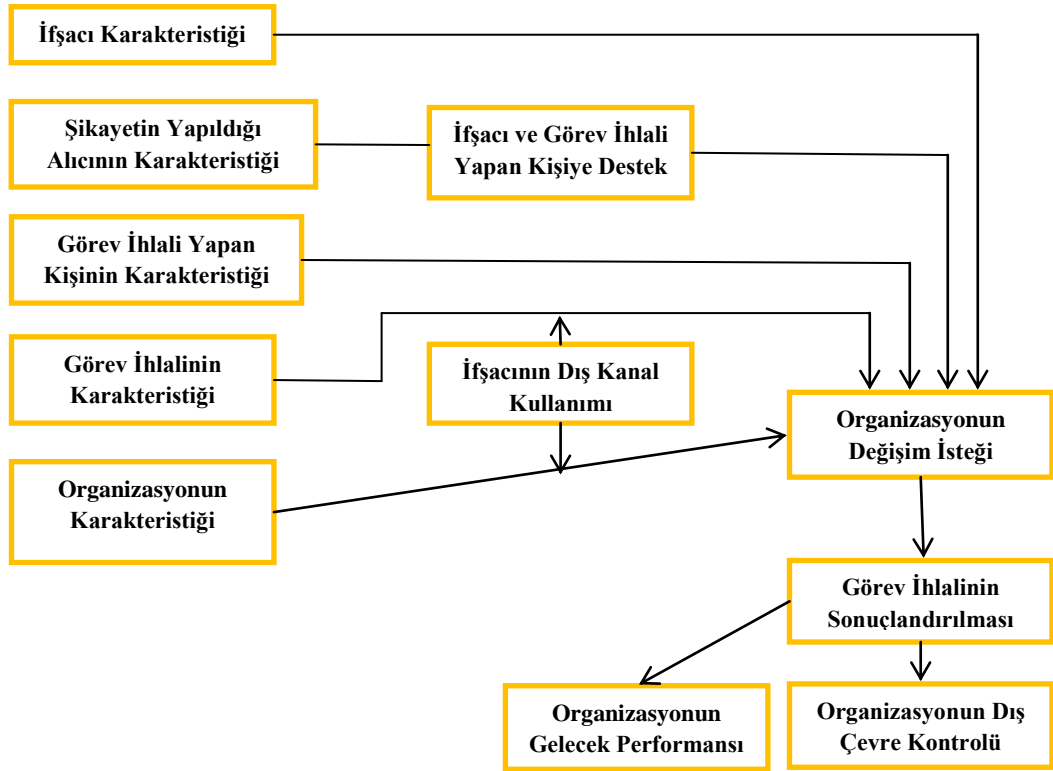 İfşacı Karakteristiği
Şikayetin Yapıldığı
Alıcının Karakteristiği
İfşacı ve Görev İhlali
Yapan Kişiye Destek
Görev İhlali Yapan
Kişinin Karakteristiği
Görev İhlalinin
Karakteristiği
İfşacının Dış Kanal
Kullanımı
Organizasyonun
Değişim İsteği
Organizasyonun
Karakteristiği
Görev İhlalinin
Sonuçlandırılması
Organizasyonun
Gelecek Performansı
Organizasyonun Dış
Çevre Kontrolü